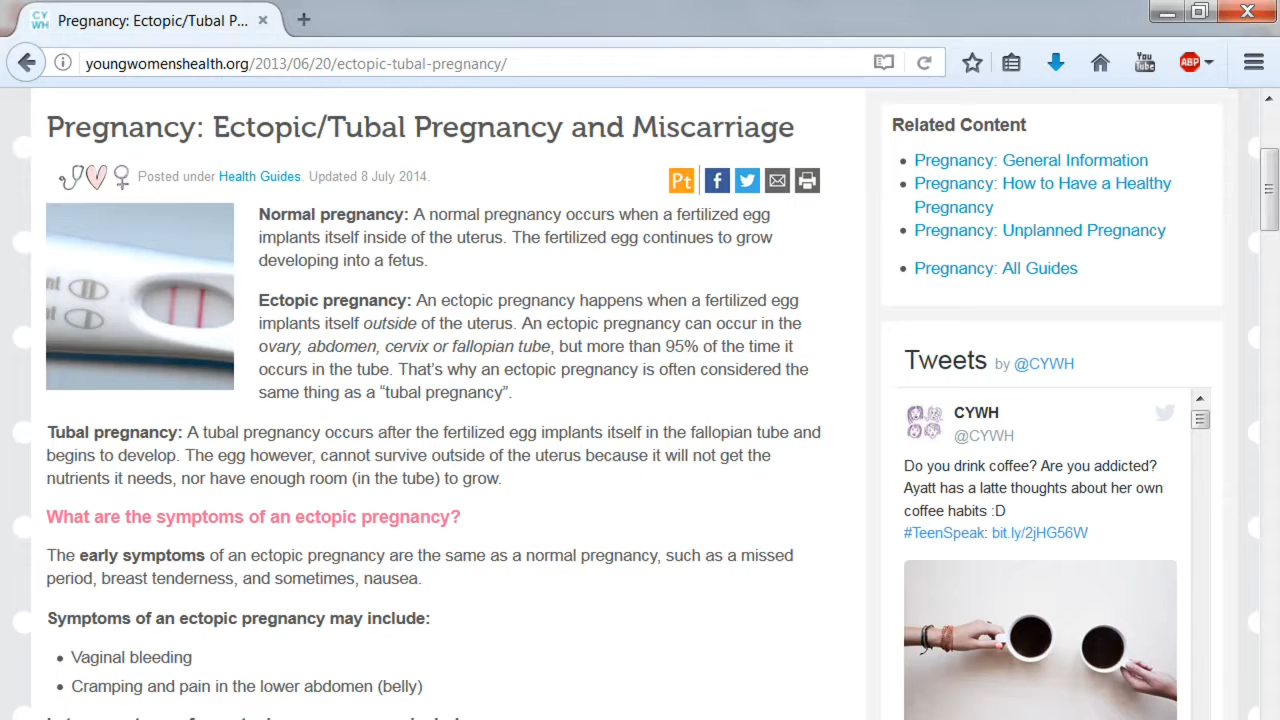 CY
WH
Pregnancy: Ectopic/Tubal P...
youngwomenshealth.org/2013/06/20/ectopic-tubal-pregnancy/
You
Tube
ABP
Pregnancy: Ectopic/Tubal Pregnancy and Miscarriage
Posted under Health Guides. Updated 8 July 2014.
Normal pregnancy: A normal pregnancy occurs when a fertilized egg
implants itself inside of the uterus. The fertilized egg continues to grow
developing into a fetus.
Ectopic pregnancy: An ectopic pregnancy happens when a fertilized egg
implants itself outside of the uterus. An ectopic pregnancy can occur in the
ovary, abdomen, cervix or fallopian tube, but more than 95% of the time it
occurs in the tube. That’s why an ectopic pregnancy is often considered the
same thing as a “tubal pregnancy”.
Tubal pregnancy: A tubal pregnancy occurs after the fertilized egg implants itself in the fallopian tube and
begins to develop. The egg however, cannot survive outside of the uterus because it will not get the
nutrients it needs, nor have enough room (in the tube) to grow.
What are the symptoms of an ectopic pregnancy?
The early symptoms of an ectopic pregnancy are the same as a normal pregnancy, such as a missed
period, breast tenderness, and sometimes, nausea.
Symptoms of an ectopic pregnancy may include:
• Vaginal bleeding
• Cramping and pain in the lower abdomen (belly)
Related Content
• Pregnancy: General Information
• Pregnancy: How to Have a Healthy
Pregnancy
• Pregnancy: Unplanned Pregnancy
• Pregnancy: All Guides
Tweets by @CYWH
CYWH
@CYWH
Do you drink coffee? Are you addicted?
Ayatt has a latte thoughts about her own
coffee habits :D
#TeenSpeak: bit.ly/2jHG56W